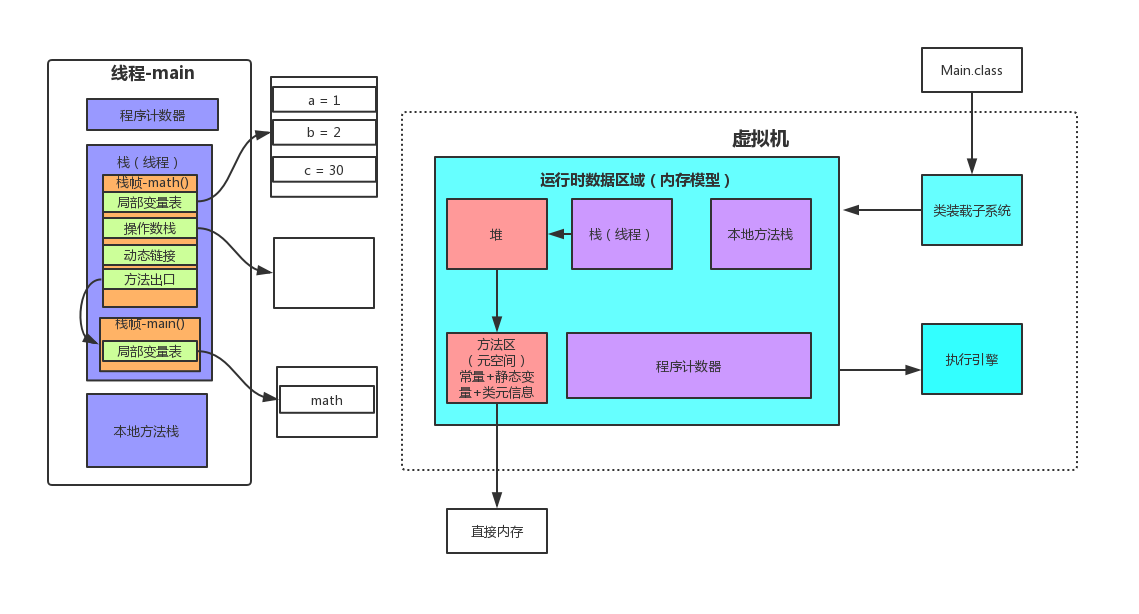 线程-main
程序计数器
栈（线程）
栈帧-math()
局部变量表
操作数栈
动态链接
方法出口
栈帧-main()
局部变量表
本地方法栈
a = 1
b = 2
c = 30
math
Main.class
虚拟机
运行时数据区域（内存模型）
堆
栈（线程）
本地方法栈
类装载子系统
方法区
（元空间）
常量+静态变
量+类元信息
程序计数器
执行引擎
直接内存